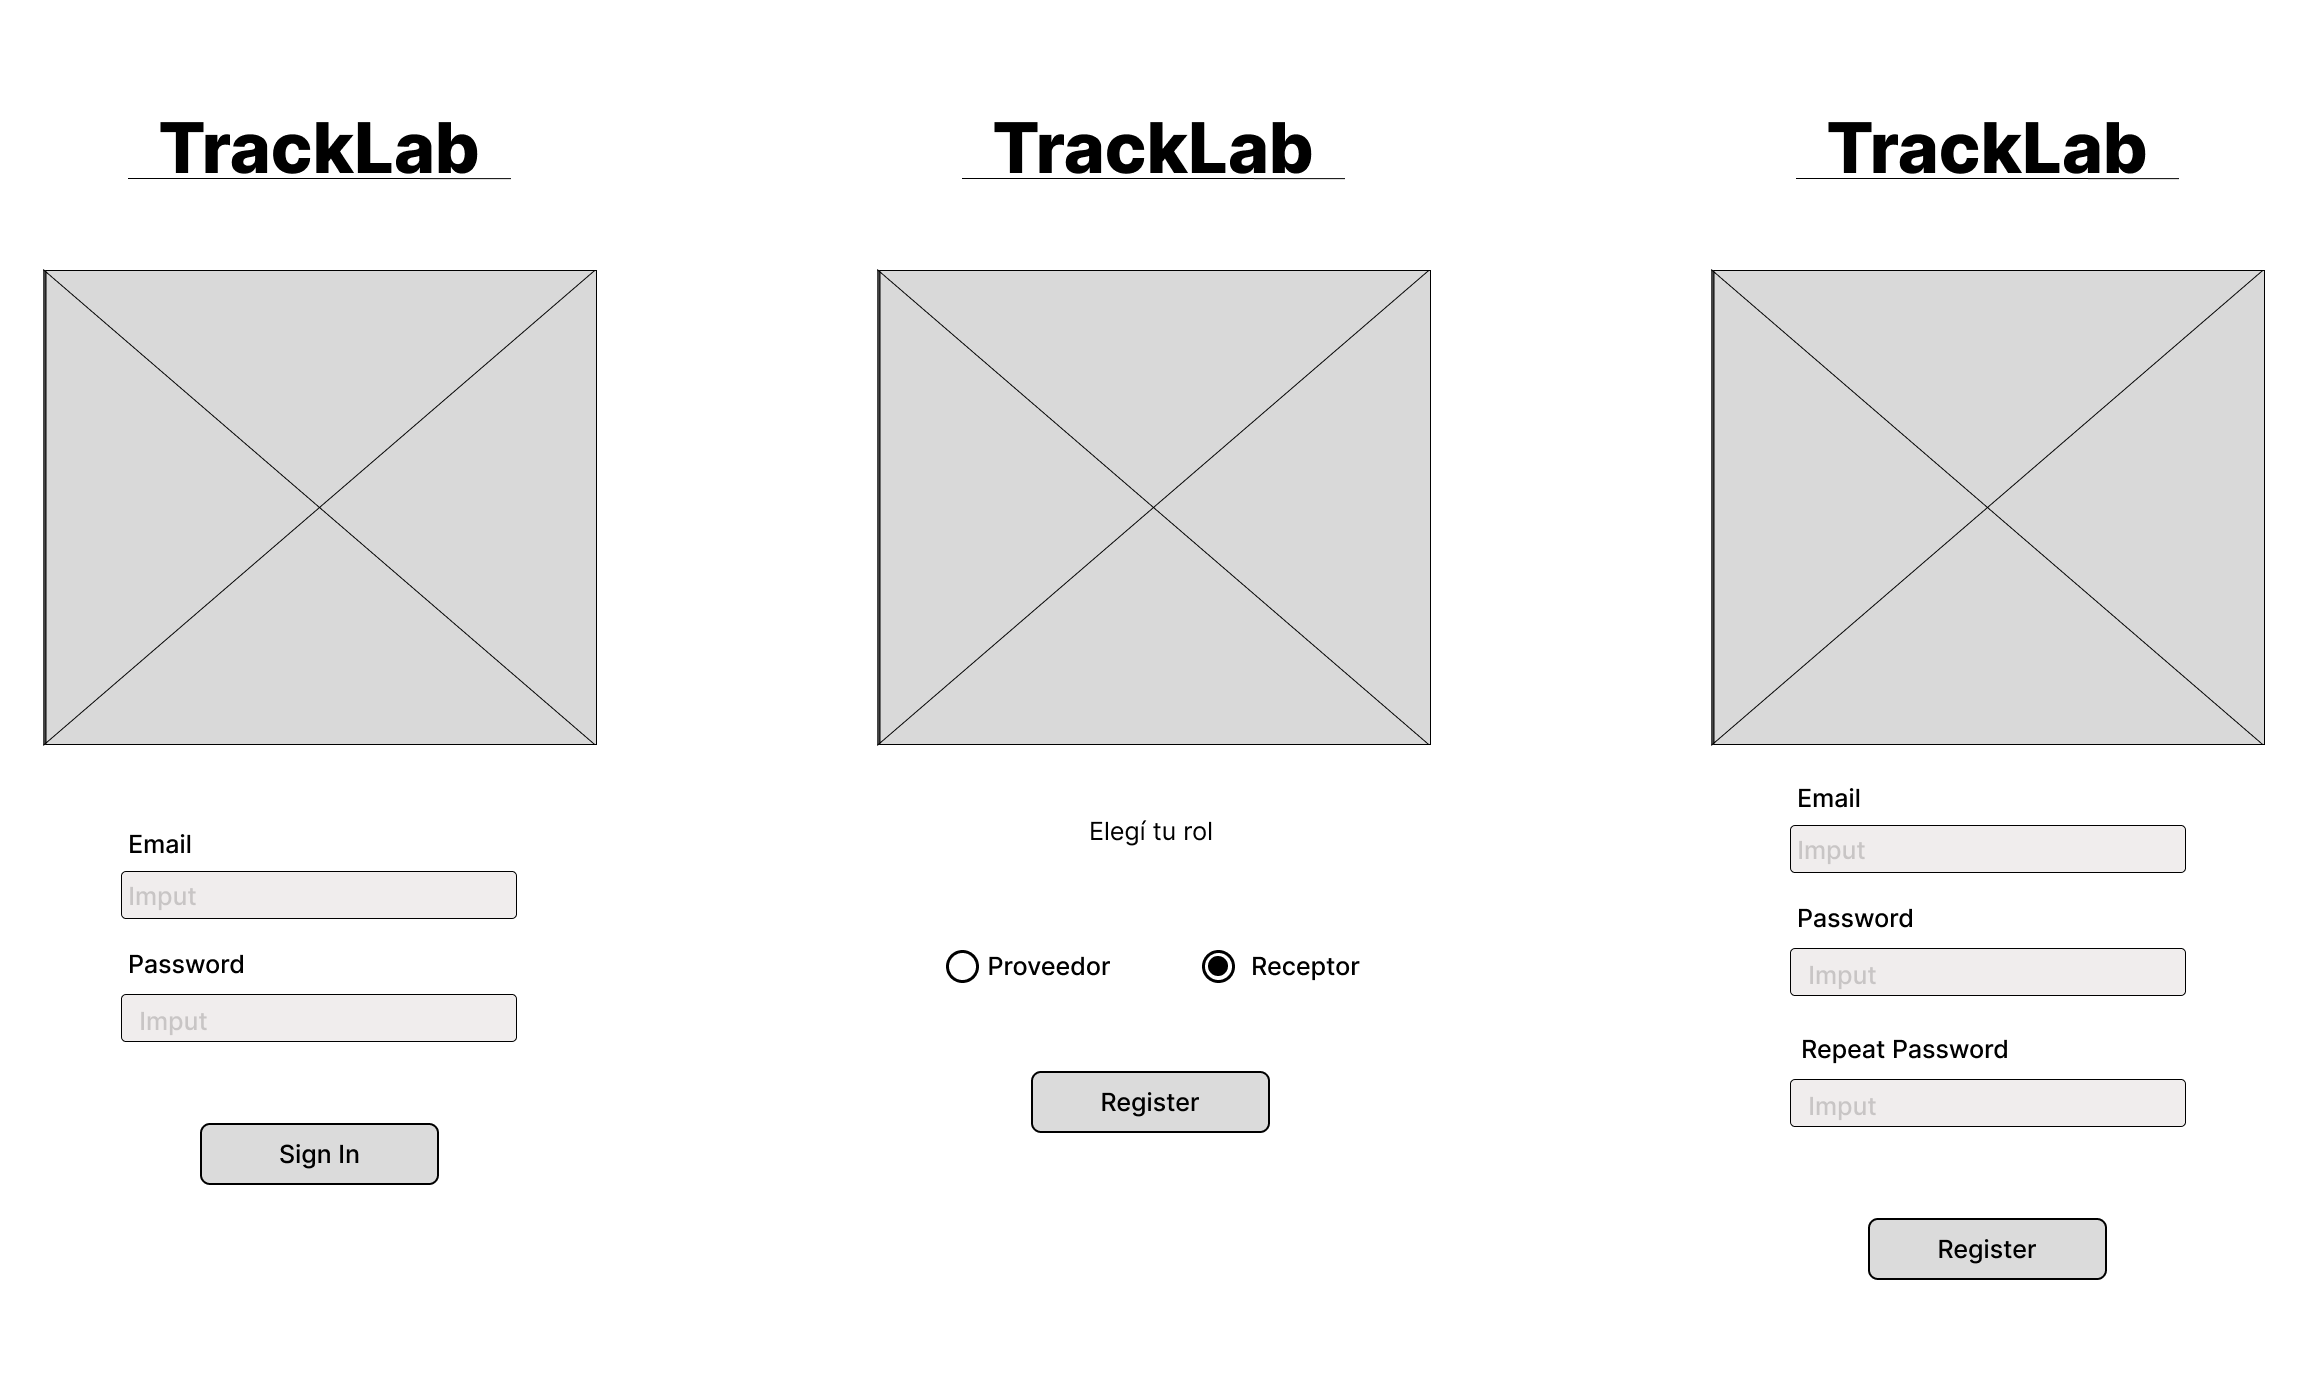 TrackLab
Email
Imput
Password
Imput
Sign In
TrackLab
Elegí tu rol
Proveedor
Receptor
Register
TrackLab
Email
Imput
Password
Imput
Repeat Password
Imput
Register